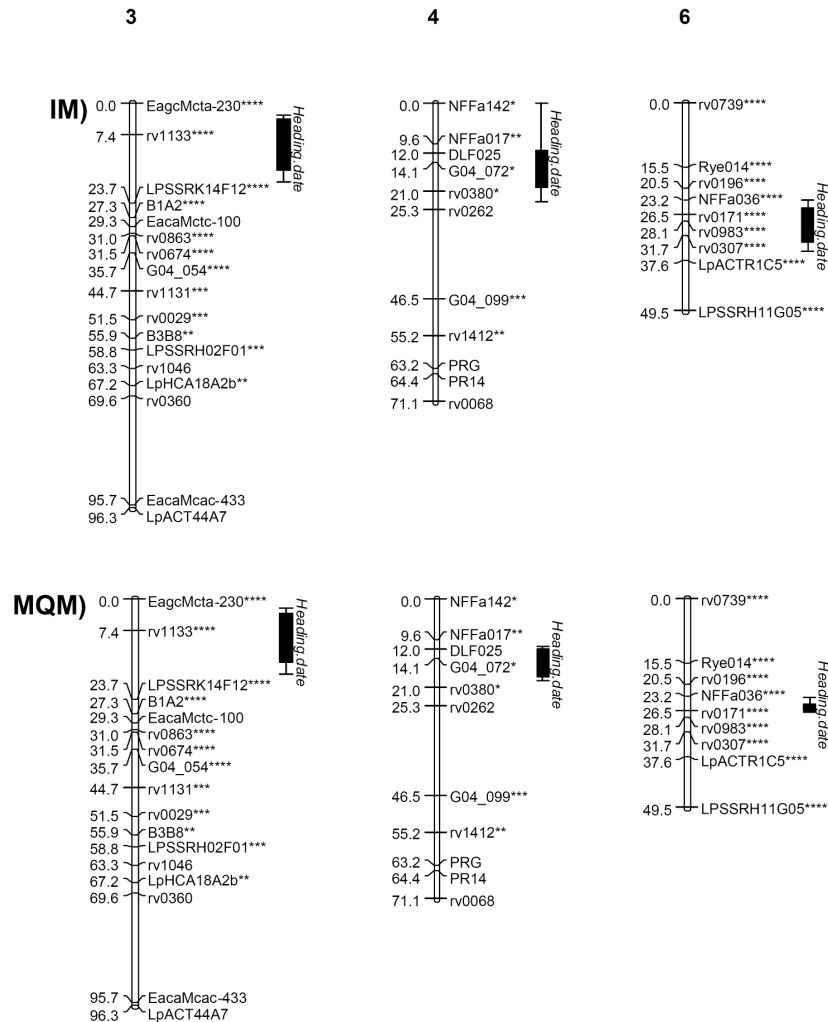 3
4
6
IM)
0.0 EagcMcta-230****
7.4 rv1133****
23.7 LPSSRK14F12****
27.3 B1A2****
29.3 EacaMctc-100
31.0 rv0863****
31.5 rv0674****
35.7 G04_054****
44.7 rv1131***
51.5 rv0029***
55.9 B3B8**
58.8 LPSSRH02F01***
63.3 rv1046
67.2 LpHCA18A2b**
69.6 rv0360
95.7 EacaMcac-433
96.3 LpACT44A7
Heading.date
0.0 NFFa142*
9.6 NFFa017**
12.0 DLF025
14.1 G04_072*
21.0 rv0380*
25.3 rv0262
46.5 G04_099***
55.2 rv1412**
63.2 PRG
64.4 PR14
71.1 rv0068
Heading.date
0.0 rv0739****
15.5 Rye014****
20.5 rv0196****
23.2 NFFa036****
26.5 rv0171****
28.1 rv0983****
31.7 rv0307****
37.6 LpACTR1C5****
49.5 LPSSRH11G05****
Heading.date
MQM)
0.0 EagcMcta-230****
7.4 rv1133****
23.7 LPSSRK14F12****
27.3 B1A2****
29.3 EacaMctc-100
31.0 rv0863****
31.5 rv0674****
35.7 G04_054****
44.7 rv1131***
51.5 rv0029***
55.9 B3B8**
58.8 LPSSRH02F01***
63.3 rv1046
67.2 LpHCA18A2b**
69.6 rv0360
95.7 EacaMcac-433
96.3 LpACT44A7
Heading.date
0.0 NFFa142*
9.6 NFFa017**
12.0 DLF025
14.1 G04_072*
21.0 rv0380*
25.3 rv0262
46.5 G04_099***
55.2 rv1412**
63.2 PRG
64.4 PR14
71.1 rv0068
Heading.date
0.0 rv0739****
15.5 Rye014****
20.5 rv0196****
23.2 NFFa036****
26.5 rv0171****
28.1 rv0983****
31.7 rv0307****
37.6 LpACTR1C5****
49.5 LPSSRH11G05****
Heading.date